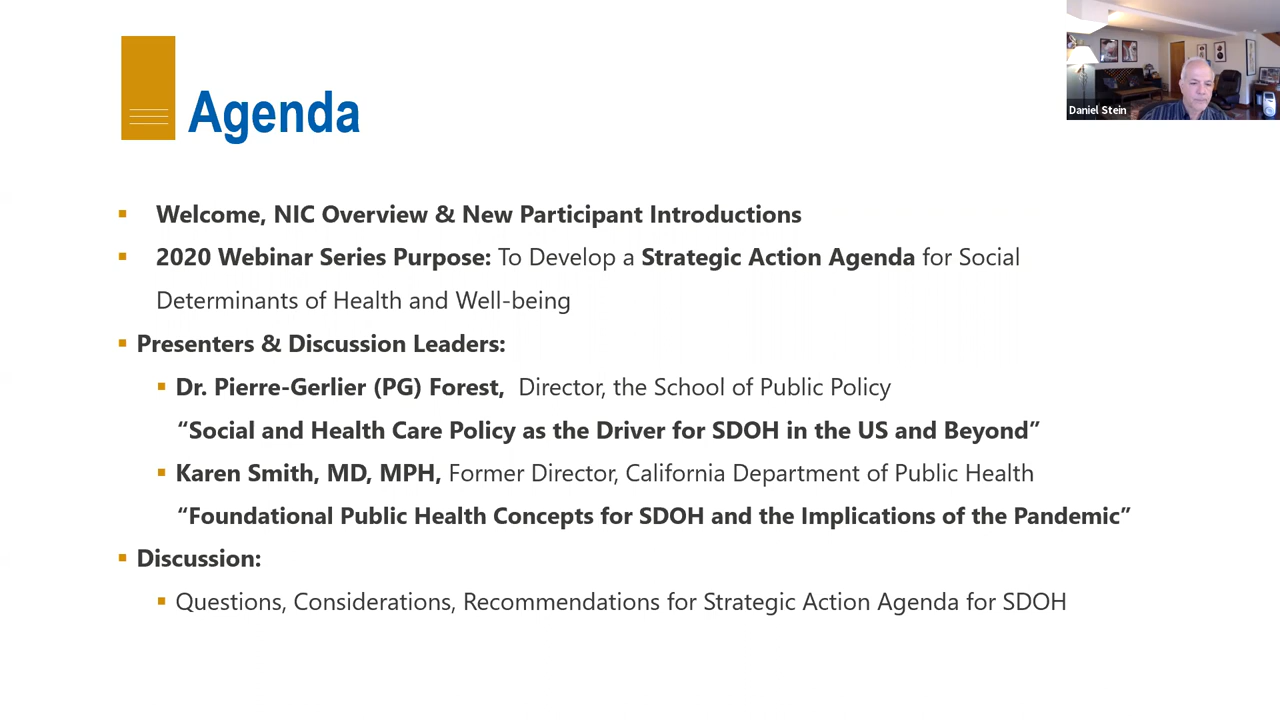 Agenda
Daniel Stein
Welcome, NIC Overview & New Participant Introductions
2020 Webinar Series Purpose: To Develop a Strategic Action Agenda for Social
Determinants of Health and Well-being
Presenters & Discussion Leaders:
Dr. Pierre-Gerlier (PG) Forest, Director, the School of Public Policy
“Social and Health Care Policy as the Driver for SDOH in the US and Beyond”
Karen Smith, MD, MPH, Former Director, California Department of Public Health
“Foundational Public Health Concepts for SDOH and the Implications of the Pandemic”
Discussion:
Questions, Considerations, Recommendations for Strategic Action Agenda for SDOH